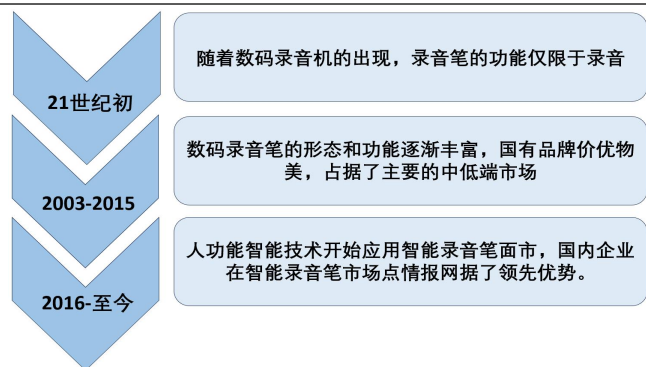 21世纪初
随着数码录音机的出现，录音笔的功能仅限于录音
2003-2015
数码录音笔的形态和功能逐渐丰富，国有品牌价优物
美，占据了主要的中低端市场
2016-至今
人功能智能技术开始应用智能录音笔面市，国内企业
在智能录音笔市场点情报网据了领先优势。